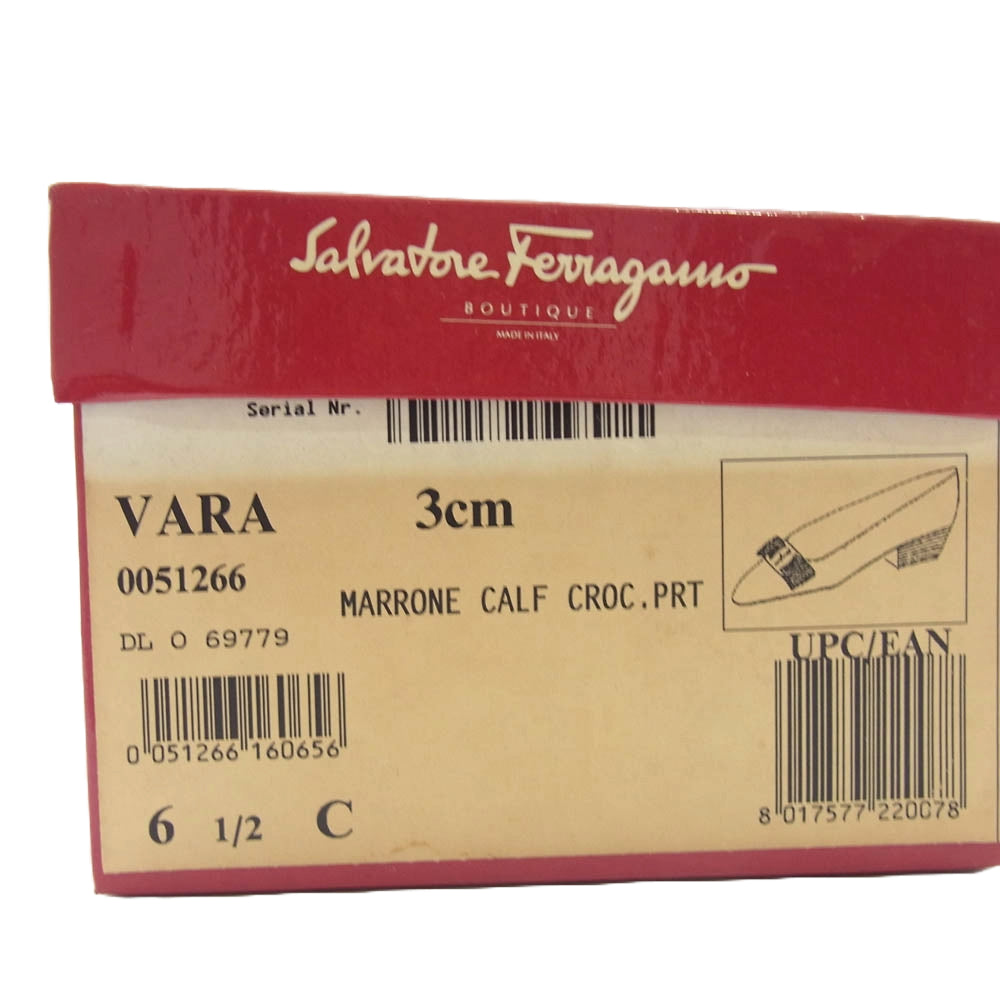 Salvatore Ferragamo
BOUTIQUE
MADE IN ITALY
Serial Nr.
VARA 3cm
0051266
MARRONE CALF CROC.PRT
DL O 69779
UPC/EAN
0 051266 160656
8 017577 220078
6 1/2 C